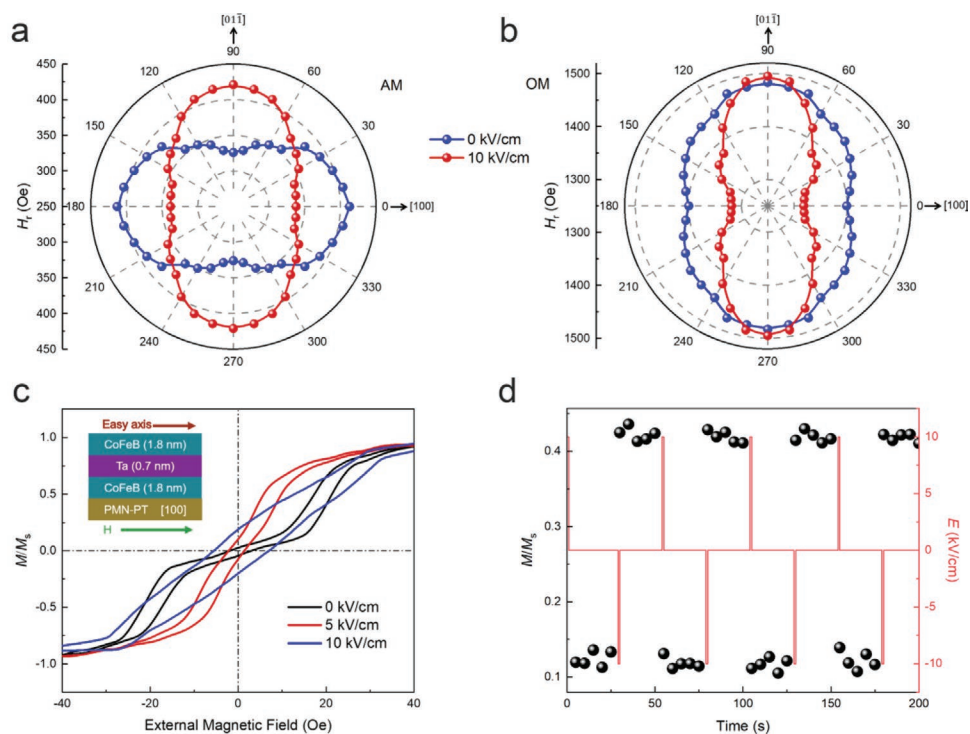 a
[011̄]
AM
90
60
30
0
[100]
330
300
270
240
210
180
150
120
450
400
350
300
250
300
350
400
450
Hr (Oe)
0 kV/cm
10 kV/cm
b
[011̄]
OM
90
60
30
0
[100]
330
300
270
240
210
180
150
120
1500
1400
1300
1300
1400
1500
Hr (Oe)
c
Easy axis
CoFeB (1.8 nm)
Ta (0.7 nm)
CoFeB (1.8 nm)
PMN-PT [100]
H
0 kV/cm
5 kV/cm
10 kV/cm
1.0
0.5
0.0
-0.5
-1.0
M/Ms
-40 -20 0 20 40
External Magnetic Field (Oe)
d
0.4
0.3
0.2
0.1
M/Ms
10
5
0
-5
-10
E (kV/cm)
0 50 100 150 200
Time (s)